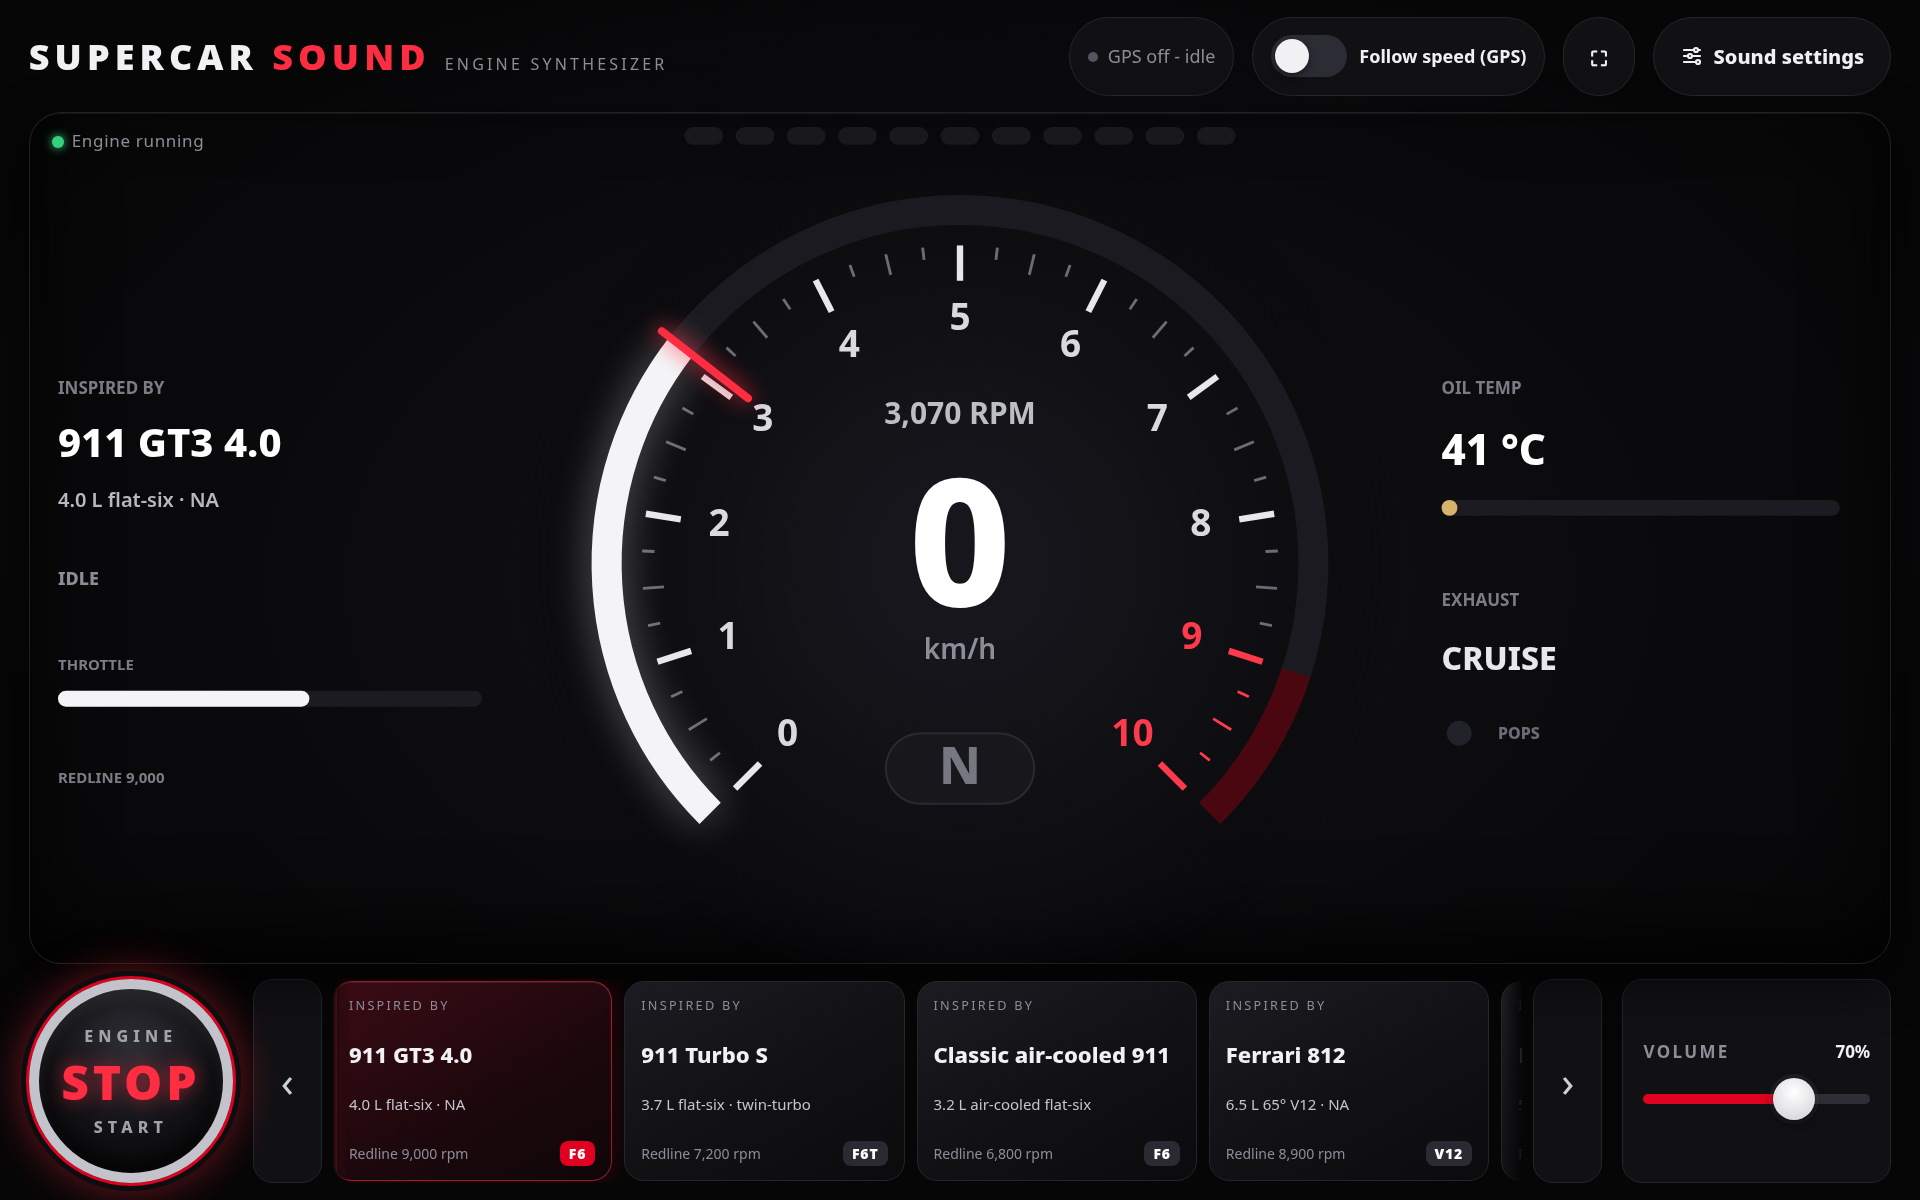 SUPERCAR SOUND ENGINE SYNTHESIZER
GPS off - idle
Follow speed (GPS)
Sound settings
Engine running
INSPIRED BY
911 GT3 4.0
4.0 L flat-six · NA
IDLE
THROTTLE
REDLINE 9,000
0
1
2
3
4
5
6
7
8
9
10
3,070 RPM
0
km/h
N
OIL TEMP
41 °C
EXHAUST
CRUISE
POPS
ENGINE
STOP
START
‹
INSPIRED BY
911 GT3 4.0
4.0 L flat-six · NA
Redline 9,000 rpm F6
INSPIRED BY
911 Turbo S
3.7 L flat-six · twin-turbo
Redline 7,200 rpm F6T
INSPIRED BY
Classic air-cooled 911
3.2 L air-cooled flat-six
Redline 6,800 rpm F6
INSPIRED BY
Ferrari 812
6.5 L 65° V12 · NA
Redline 8,900 rpm V12
›
VOLUME 70%